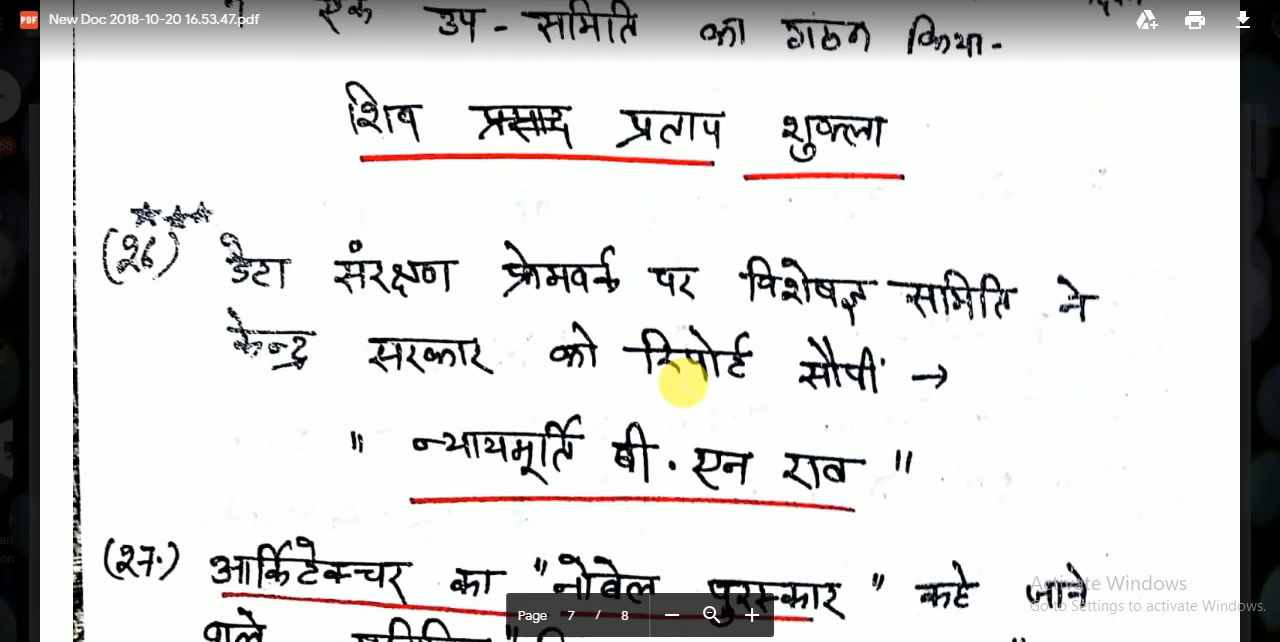 New Doc 2018-10-20 16.53.47.pdf
एक उप - समिति का गठन किया-
शिव प्रसाद प्रताप शुक्ला
(26) डेटा संरक्षण फ्रेमवर्क पर विशेषज्ञ समिति ने
केन्द्र सरकार को रिपोर्ट सौपीं →
" न्यायमूर्ति बी . एन राव "
(27.) आर्किटेक्चर का "नोबेल पुरस्कार" कहे जाने
वाले
Activate Windows
Go to Settings to activate Windows.
Page 7 / 8